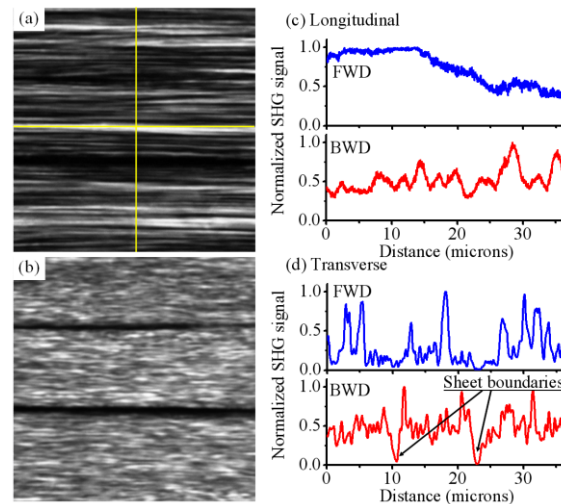 (a)
(b)
(c) Longitudinal
Normalized SHG signal
1.0
0.5
0.0
FWD
1.0
0.5
0.0
BWD
0
10
20
30
Distance (microns)
(d) Transverse
Normalized SHG signal
1.0
0.5
0.0
FWD
Sheet boundaries
1.0
0.5
0.0
BWD
0
10
20
30
Distance (microns)